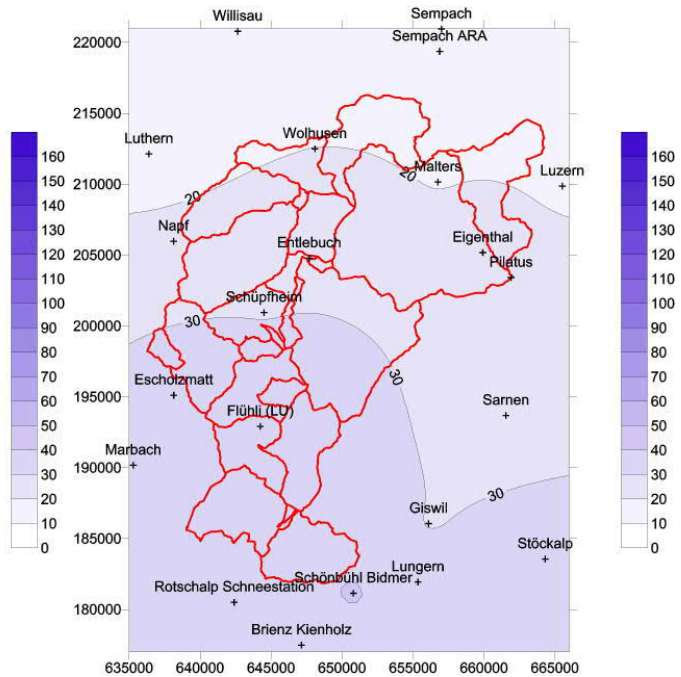 Willisau
Sempach
220000
Sempach ARA
215000
Wolhusen
Luthern
160
160
150
150
Malters
20
Luzern
210000
140
140
20
130
130
Napf
Entlebuch
Eigenthal
205000
120
120
Pilatus
110
110
Schüpfheim
100
100
30
200000
90
90
80
80
30
70
70
195000
Escholzmatt
Sarnen
60
60
Flühli (LU)
50
50
Marbach
190000
40
40
30
30
30
Giswil
20
20
185000
10
10
Stöckalp
0
0
Lungern
Schönbühl Bidmer
Rotschalp Schneestation
180000
Brienz Kienholz
635000 640000 645000 650000 655000 660000 665000